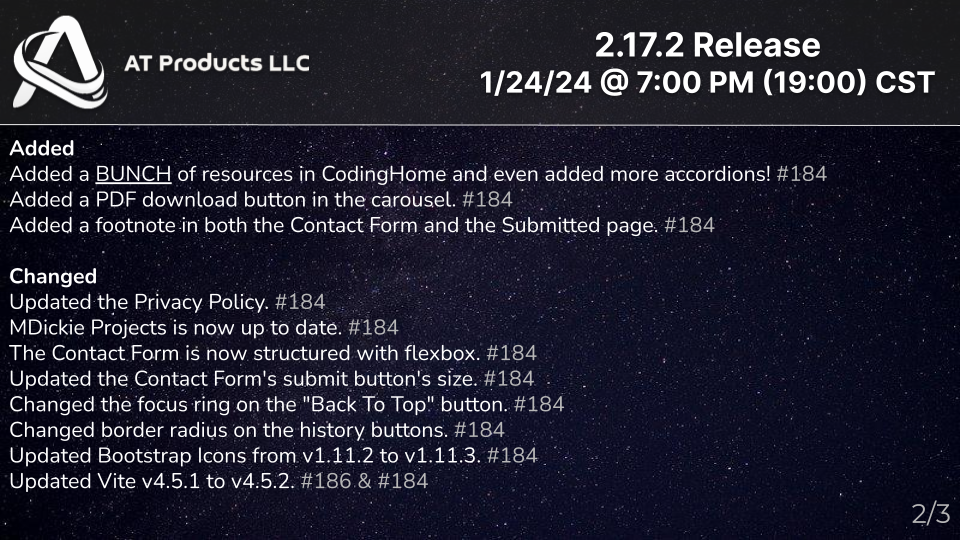 AT Products LLC
2.17.2 Release
1/24/24 @ 7:00 PM (19:00) CST
Added
Added a BUNCH of resources in CodingHome and even added more accordions! #184
Added a PDF download button in the carousel. #184
Added a footnote in both the Contact Form and the Submitted page. #184
Changed
Updated the Privacy Policy. #184
MDickie Projects is now up to date. #184
The Contact Form is now structured with flexbox. #184
Updated the Contact Form's submit button's size. #184
Changed the focus ring on the "Back To Top" button. #184
Changed border radius on the history buttons. #184
Updated Bootstrap Icons from v1.11.2 to v1.11.3. #184
Updated Vite v4.5.1 to v4.5.2. #186 & #184
2/3